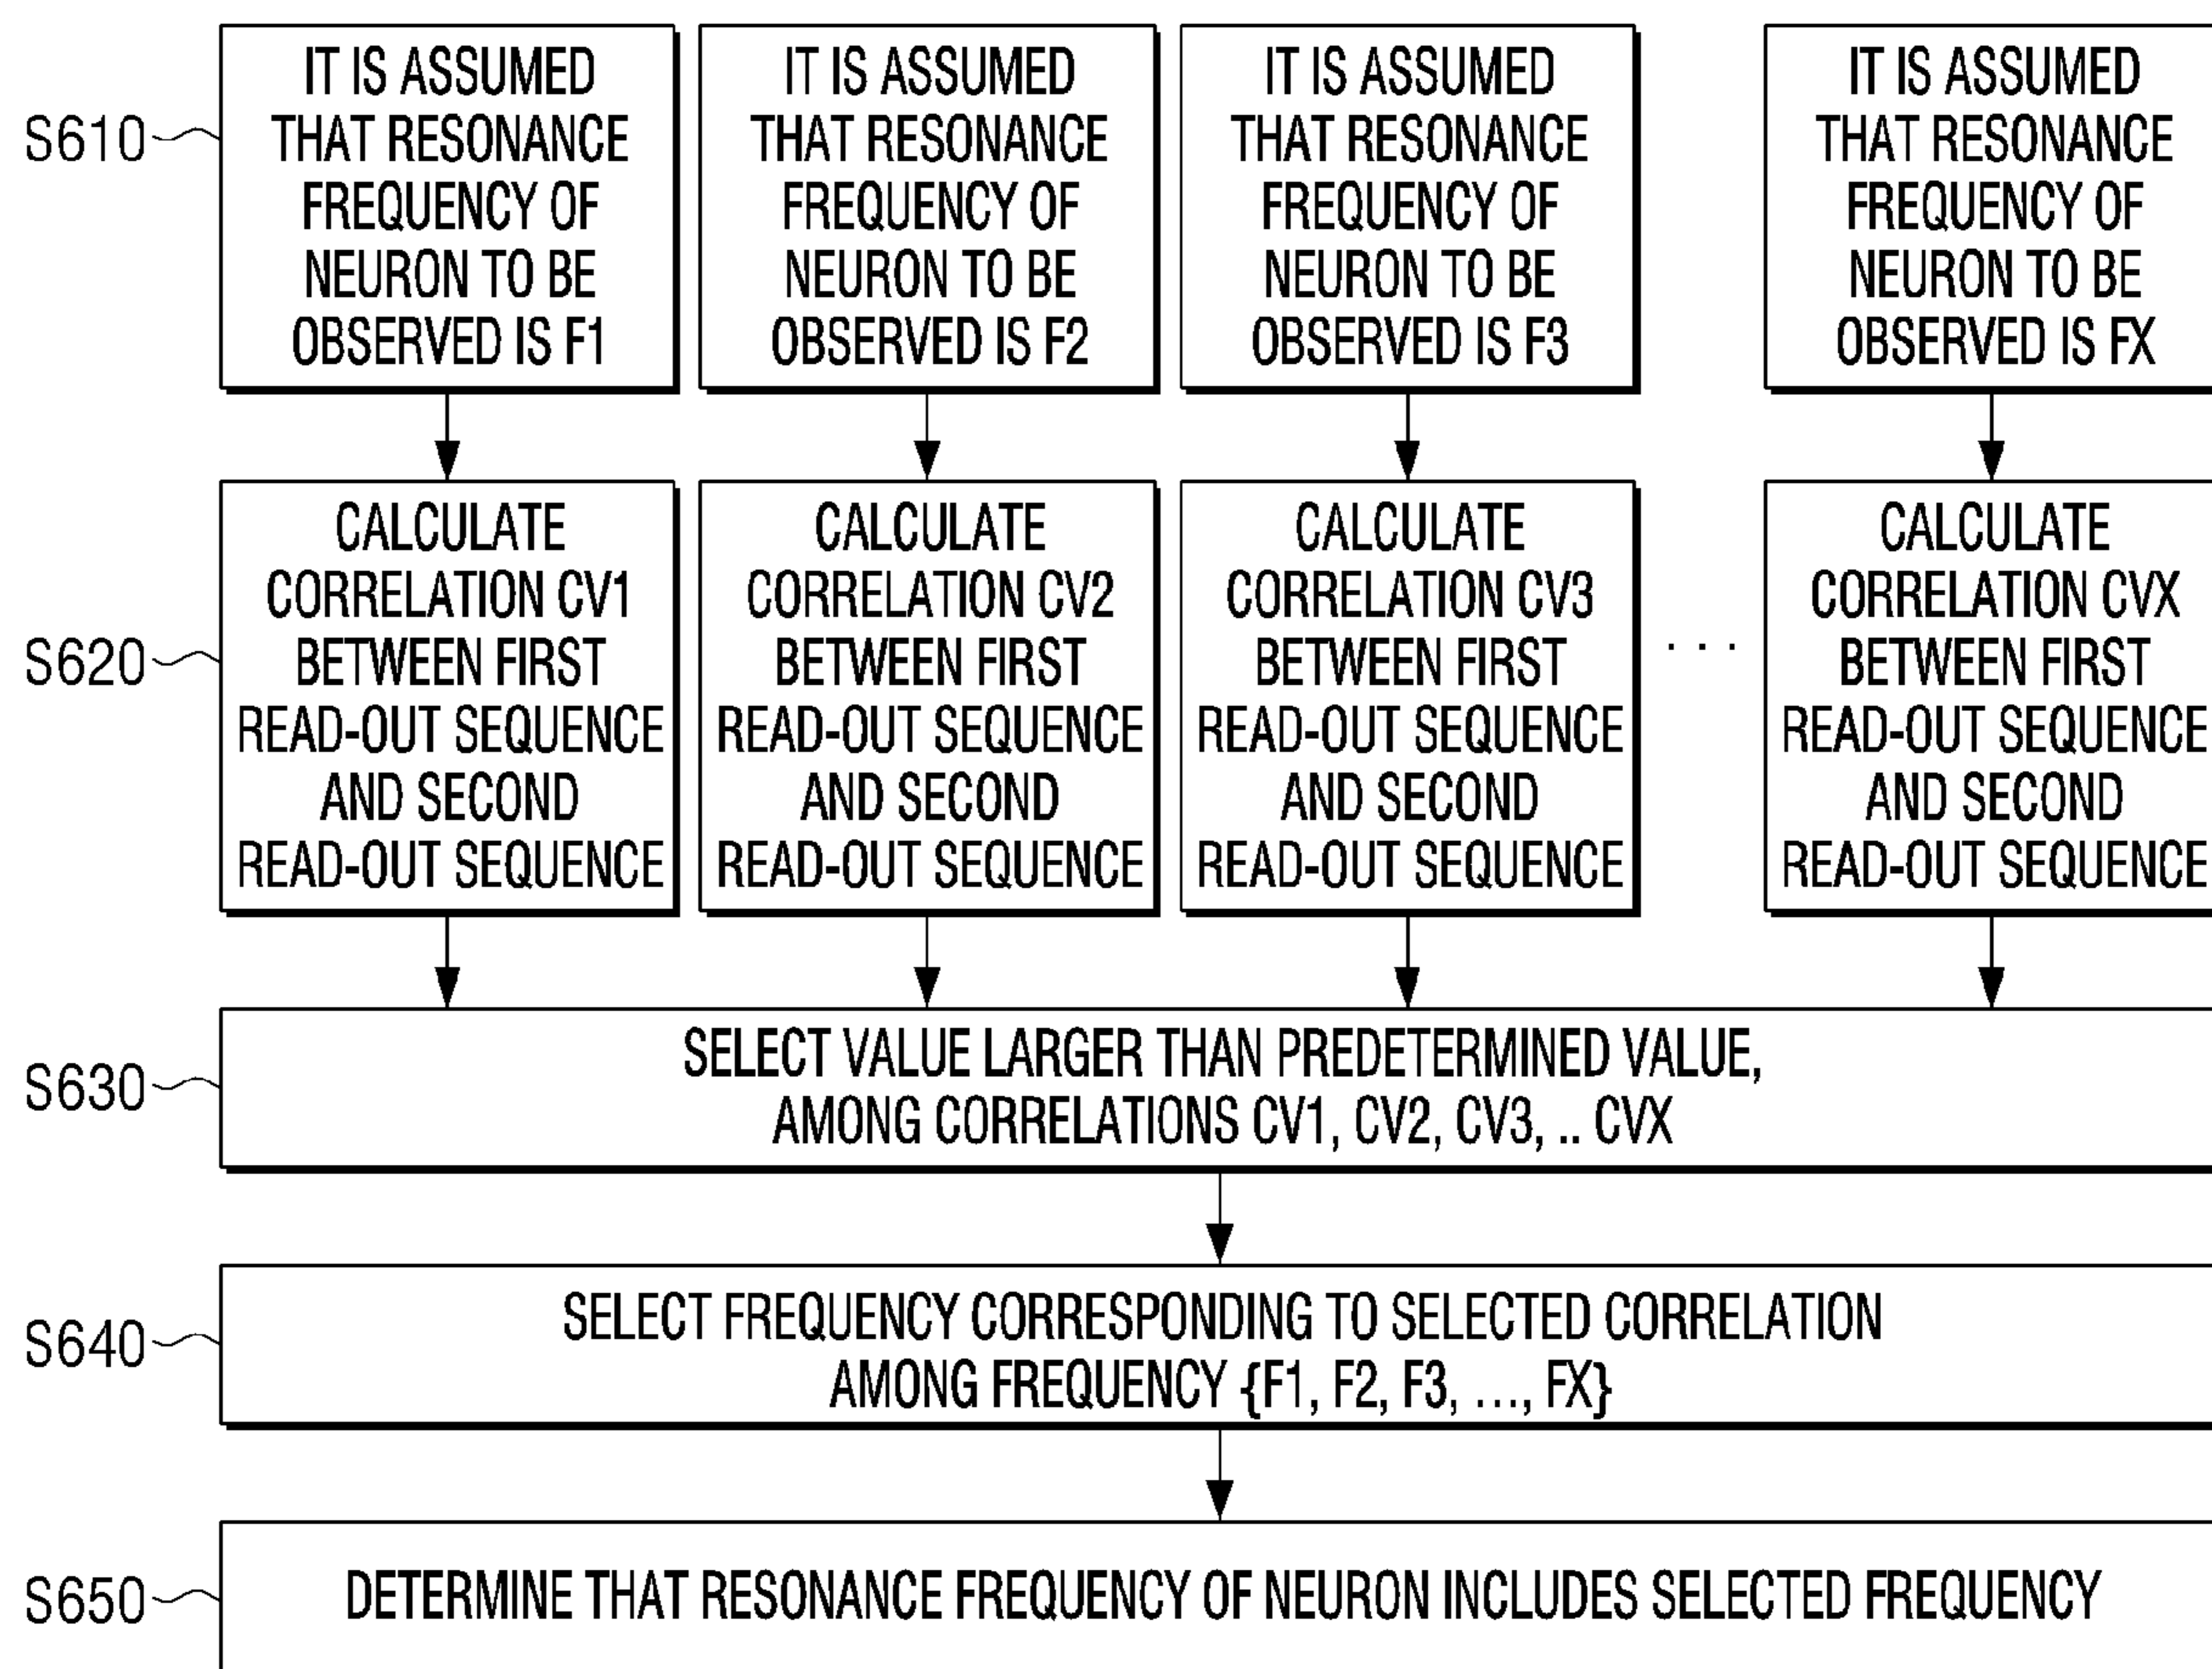 S610
IT IS ASSUMED
THAT RESONANCE
FREQUENCY OF
NEURON TO BE
OBSERVED IS F1
IT IS ASSUMED
THAT RESONANCE
FREQUENCY OF
NEURON TO BE
OBSERVED IS F2
IT IS ASSUMED
THAT RESONANCE
FREQUENCY OF
NEURON TO BE
OBSERVED IS F3
IT IS ASSUMED
THAT RESONANCE
FREQUENCY OF
NEURON TO BE
OBSERVED IS FX
S620
CALCULATE
CORRELATION CV1
BETWEEN FIRST
READ-OUT SEQUENCE
AND SECOND
READ-OUT SEQUENCE
CALCULATE
CORRELATION CV2
BETWEEN FIRST
READ-OUT SEQUENCE
AND SECOND
READ-OUT SEQUENCE
CALCULATE
CORRELATION CV3
BETWEEN FIRST
READ-OUT SEQUENCE
AND SECOND
READ-OUT SEQUENCE
. . .
CALCULATE
CORRELATION CVX
BETWEEN FIRST
READ-OUT SEQUENCE
AND SECOND
READ-OUT SEQUENCE
S630
SELECT VALUE LARGER THAN PREDETERMINED VALUE,
AMONG CORRELATIONS CV1, CV2, CV3, .. CVX
S640
SELECT FREQUENCY CORRESPONDING TO SELECTED CORRELATION
AMONG FREQUENCY {F1, F2, F3, ..., FX}
S650
DETERMINE THAT RESONANCE FREQUENCY OF NEURON INCLUDES SELECTED FREQUENCY